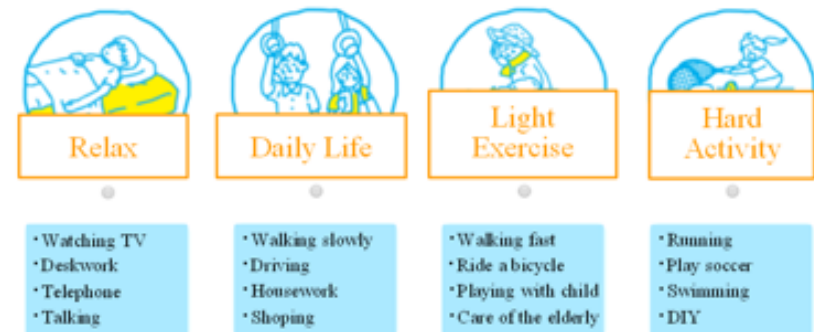 Relax
Daily Life
Light
Exercise
Hard
Activity
・Watching TV
・Deskwork
・Telephone
・Talking
・Walking slowly
・Driving
・Housework
・Shoping
・Walking fast
・Ride a bicycle
・Playing with child
・Care of the elderly
・Running
・Play soccer
・Swimming
・DIY